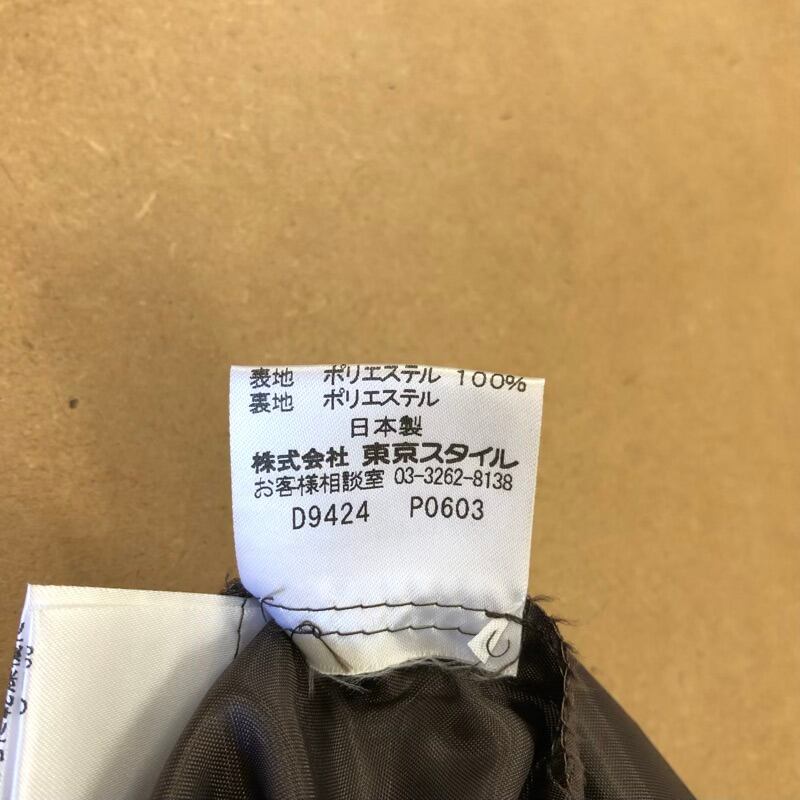 表地 ポリエステル 100%
裏地 ポリエステル
日本製
株式会社 東京スタイル
お客様相談室 03-3262-8138
D9424 P0603